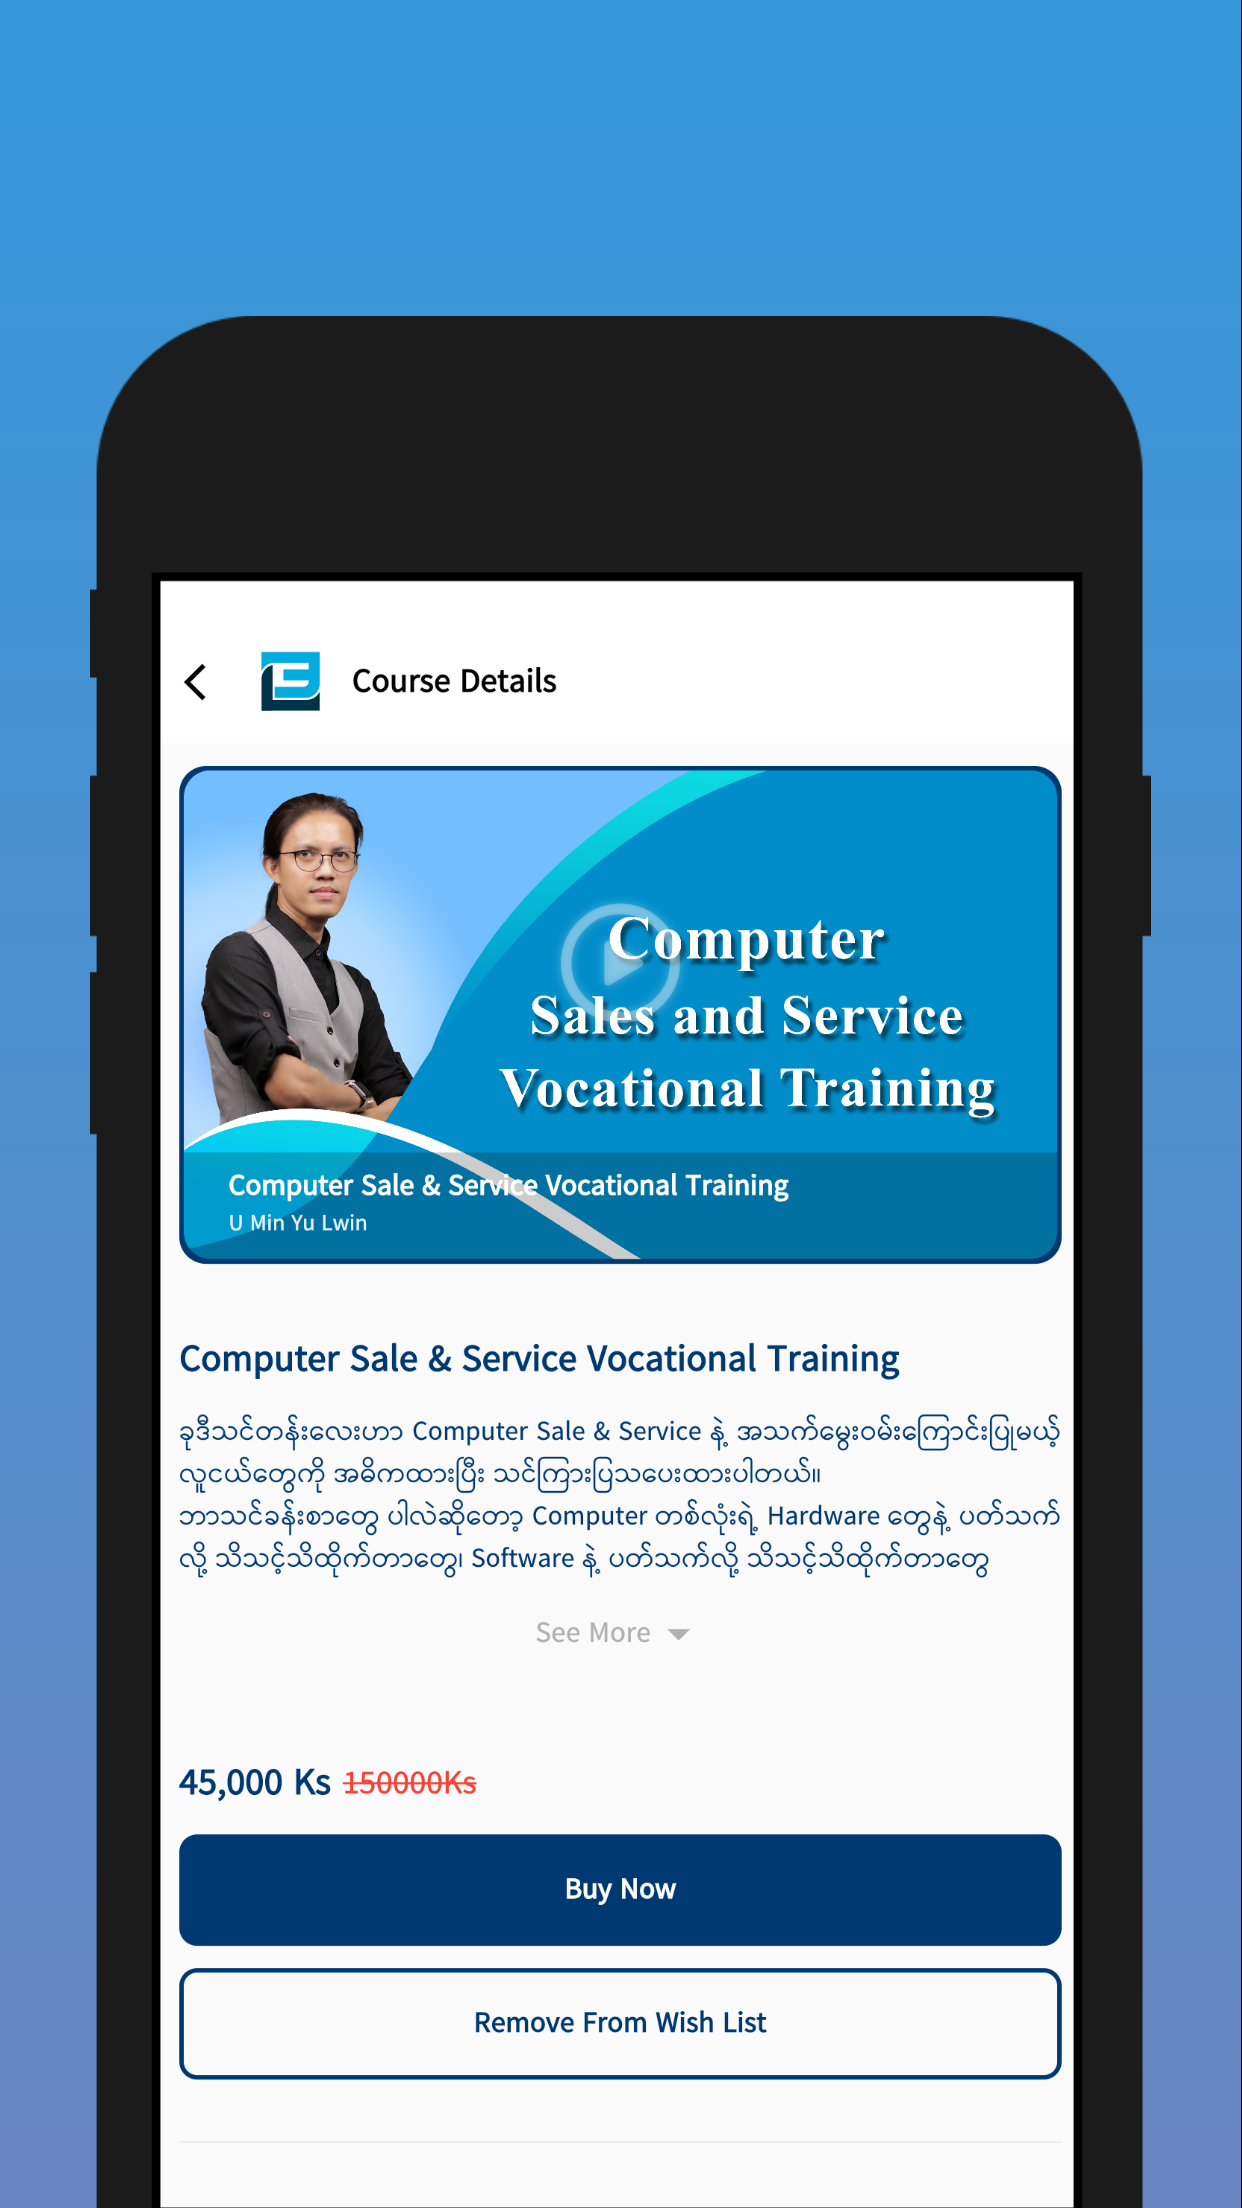 Course Details
Computer
Sales and Service
Vocational Training
Computer Sale & Service Vocational Training
U Min Yu Lwin
Computer Sale & Service Vocational Training
ခုဒီသင်တန်းလေးဟာ Computer Sale & Service နဲ့ အသက်မွေးဝမ်းကြောင်းပြုမယ့်
လူငယ်တွေကို အဓိကထားပြီး သင်ကြားပြသပေးထားပါတယ်။
ဘာသင်ခန်းစာတွေ ပါလဲဆိုတော့ Computer တစ်လုံးရဲ့ Hardware တွေနဲ့ ပတ်သက်
လို့ သိသင့်သိထိုက်တာတွေ၊ Software နဲ့ ပတ်သက်လို့ သိသင့်သိထိုက်တာတွေ
See More
45,000 Ks 150000Ks
Buy Now
Remove From Wish List